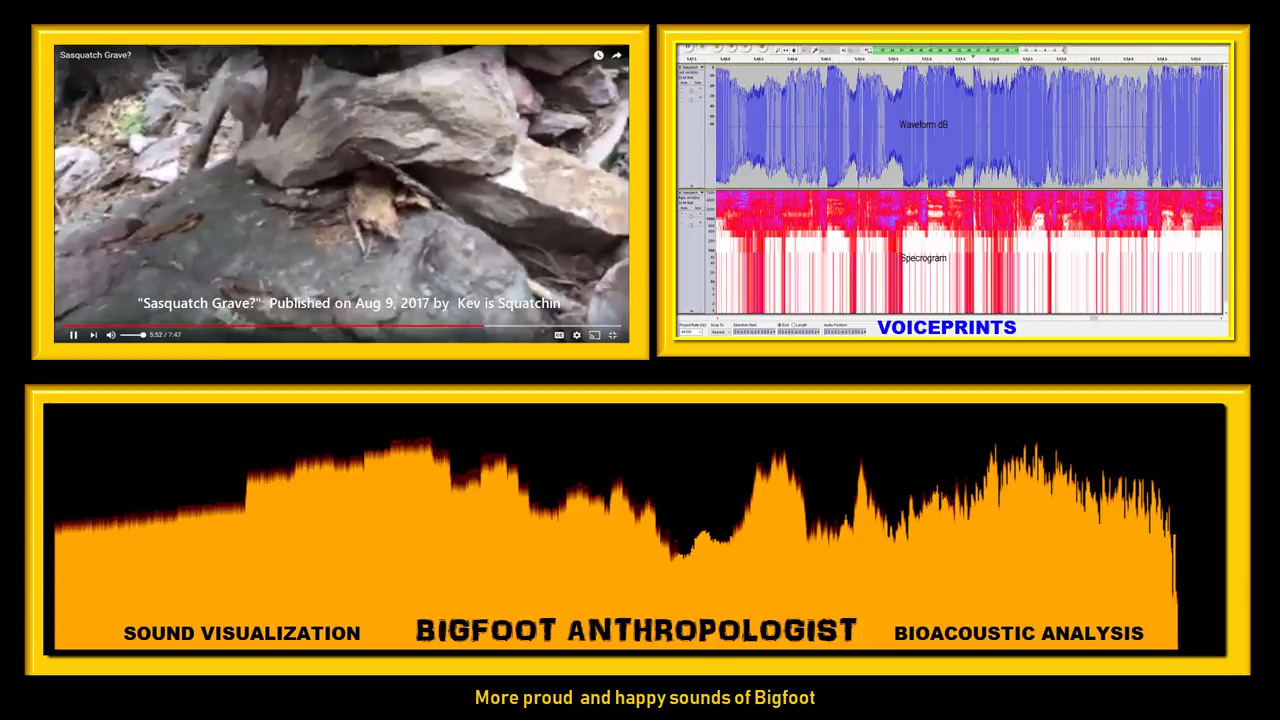 Sasquatch Grave?
"Sasquatch Grave?" Published on Aug 9, 2017 by Kev is Squatchin
5:52 / 7:47
Waveform dB
Specrogram
VOICEPRINTS
SOUND VISUALIZATION
BIGFOOT ANTHROPOLOGIST
BIOACOUSTIC ANALYSIS
More proud and happy sounds of Bigfoot